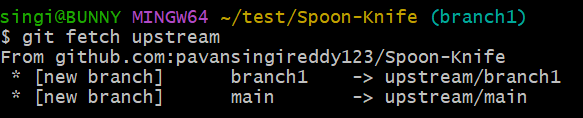 singi@BUNNY MINGW64 ~/test/Spoon-Knife (branch1)
$ git fetch upstream
From github.com:pavansingireddy123/Spoon-Knife
 * [new branch]      branch1    -> upstream/branch1
 * [new branch]      main       -> upstream/main